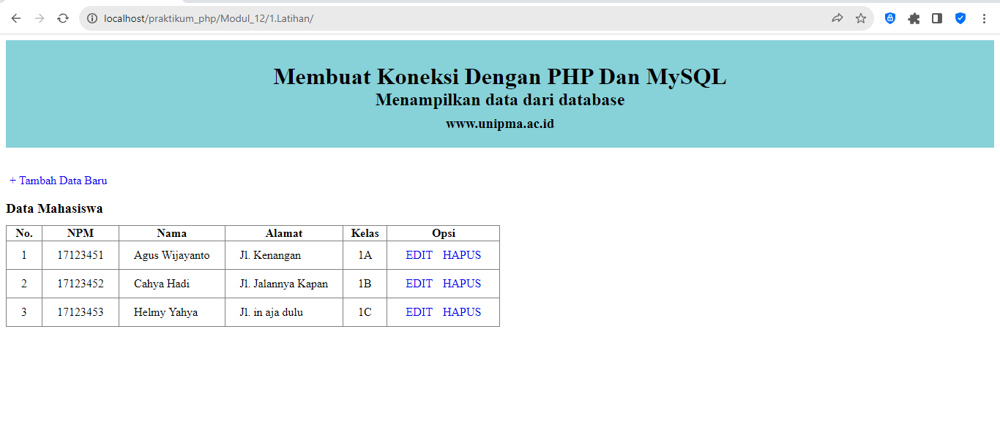 localhost/praktikum_php/Modul_12/1.Latihan/
Membuat Koneksi Dengan PHP Dan MySQL
Menampilkan data dari database
www.unipma.ac.id
+ Tambah Data Baru
Data Mahasiswa
No. NPM Nama Alamat Kelas Opsi
1 17123451 Agus Wijayanto Jl. Kenangan 1A EDIT HAPUS
2 17123452 Cahya Hadi Jl. Jalannya Kapan 1B EDIT HAPUS
3 17123453 Helmy Yahya Jl. in aja dulu 1C EDIT HAPUS